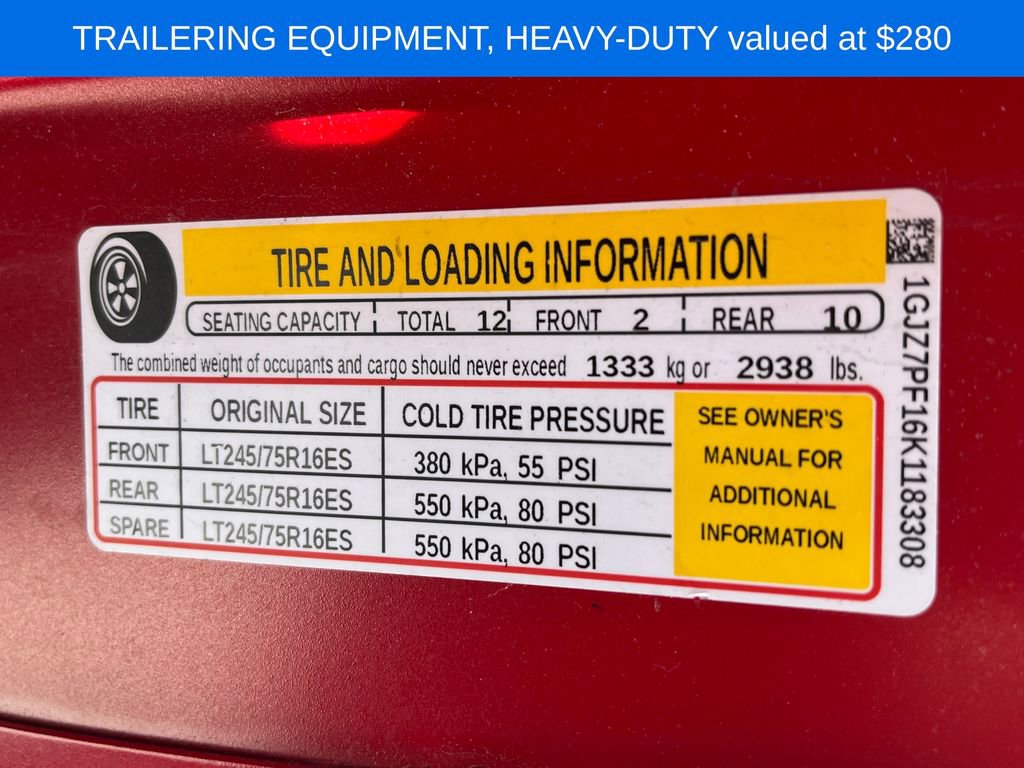 TRAILERING EQUIPMENT, HEAVY-DUTY valued at $280
TIRE AND LOADING INFORMATION
SEATING CAPACITY TOTAL 12 FRONT 2 REAR 10
The combined weight of occupants and cargo should never exceed 1333 kg or 2938 lbs.
TIRE ORIGINAL SIZE COLD TIRE PRESSURE
FRONT LT245/75R16ES 380 kPa, 55 PSI
REAR LT245/75R16ES 550 kPa, 80 PSI
SPARE LT245/75R16ES 550 kPa, 80 PSI
SEE OWNER'S
MANUAL FOR
ADDITIONAL
INFORMATION
1GJZ7PF16K1183308